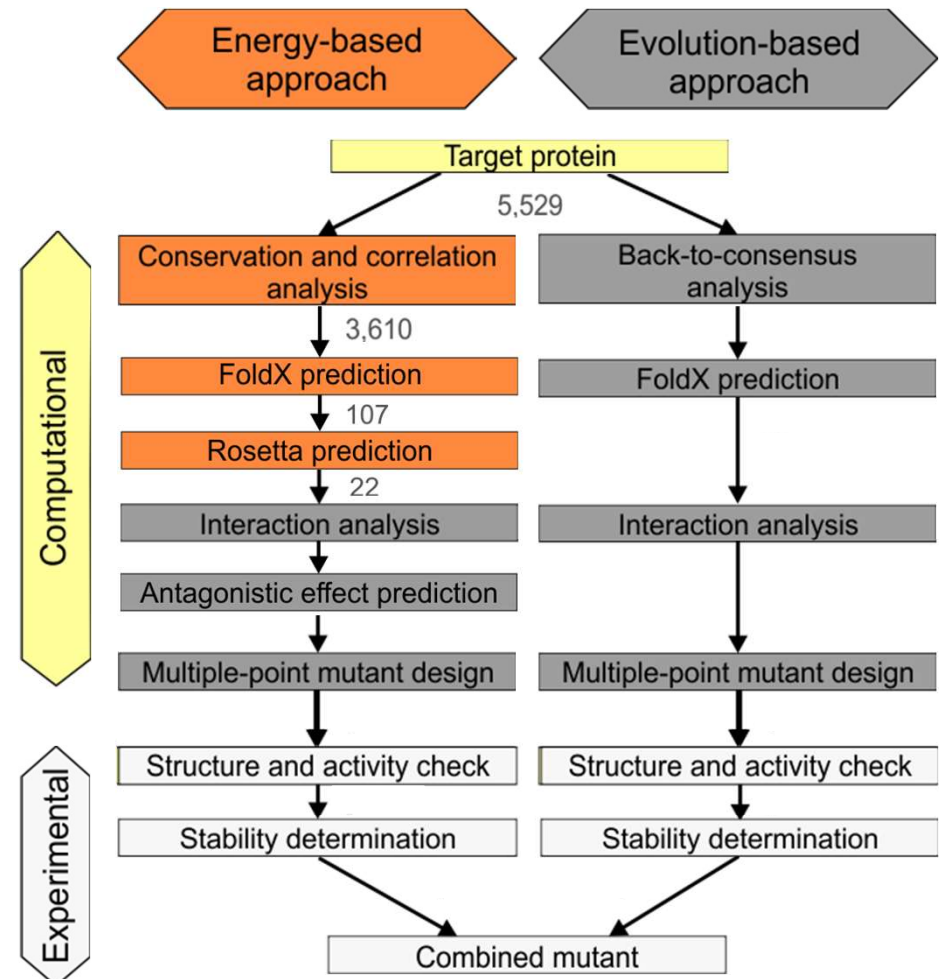 Energy-based
approach
Evolution-based
approach
Target protein
5,529
Computational
Conservation and correlation
analysis
Back-to-consensus
analysis
3,610
FoldX prediction
FoldX prediction
107
Rosetta prediction
22
Interaction analysis
Interaction analysis
Antagonistic effect prediction
Multiple-point mutant design
Multiple-point mutant design
Experimental
Structure and activity check
Structure and activity check
Stability determination
Stability determination
Combined mutant